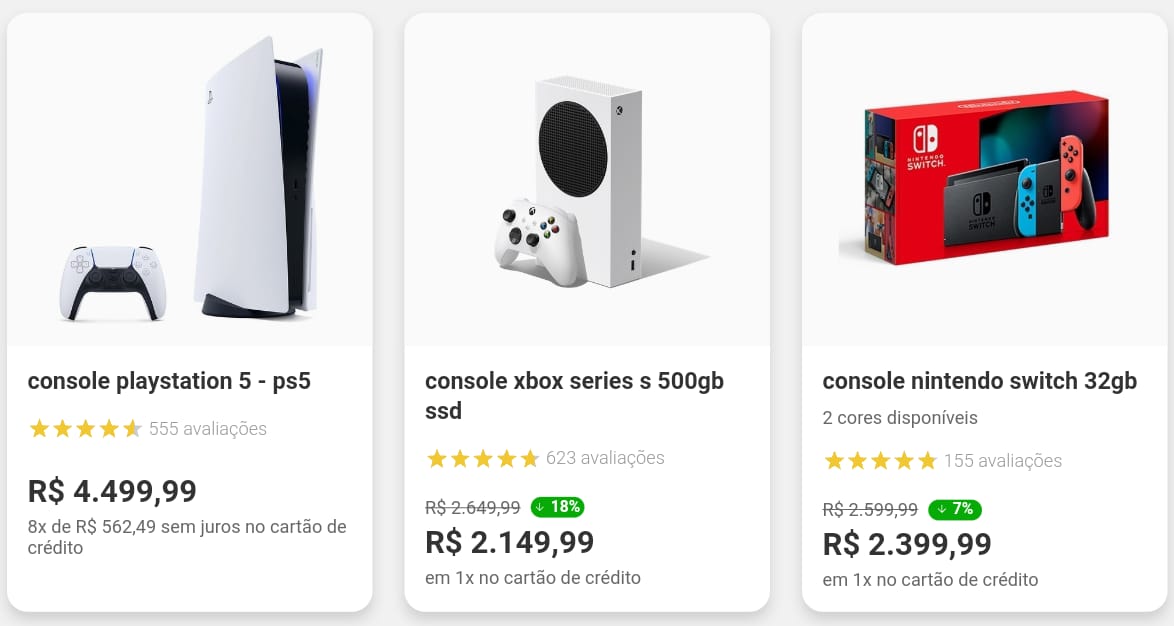 console playstation 5 - ps5
555 avaliações
R$ 4.499,99
8x de R$ 562,49 sem juros no cartão de
crédito
NINTENDO
SWITCH.
NINTENDO
SWITCH
console xbox series s 500gb
ssd
623 avaliações
R$ 2.649,99 ↓ 18%
R$ 2.149,99
em 1x no cartão de crédito
console nintendo switch 32gb
2 cores disponíveis
155 avaliações
R$ 2.599,99 ↓ 7%
R$ 2.399,99
em 1x no cartão de crédito